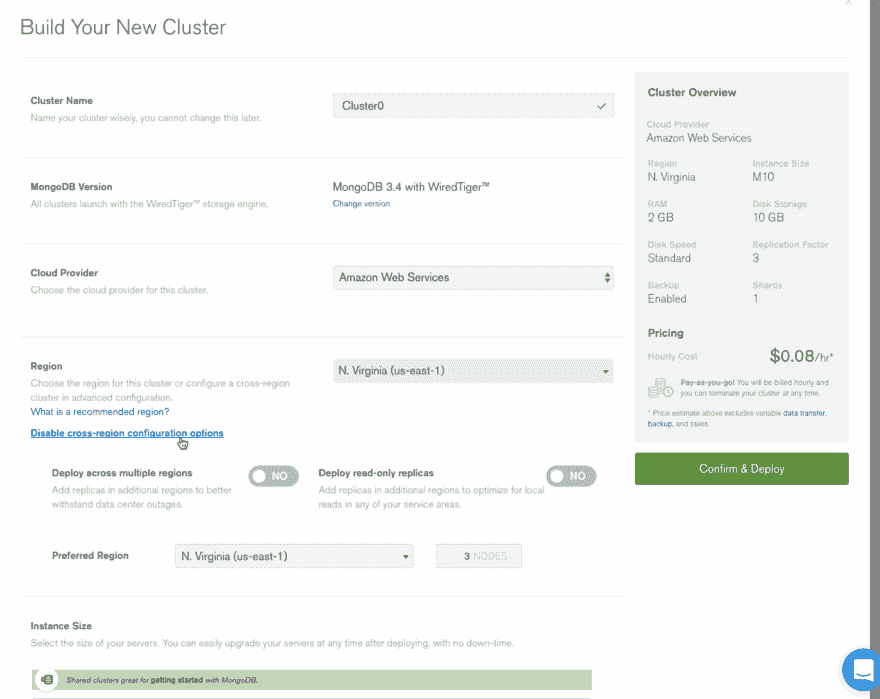 Build Your New Cluster
Cluster Name
Name your cluster wisely, you cannot change this later.
Cluster0
MongoDB Version
All clusters launch with the WiredTiger™ storage engine.
MongoDB 3.4 with WiredTiger™
Change version
Cloud Provider
Choose the cloud provider for this cluster.
Amazon Web Services
Region
Choose the region for this cluster or configure a cross-region
cluster in advanced configuration.
What is a recommended region?
N. Virginia (us-east-1)
Disable cross-region configuration options
Deploy across multiple regions
Add replicas in additional regions to better
withstand data center outages.
NO
Deploy read-only replicas
Add replicas in additional regions to optimize for local
reads in any of your service areas.
NO
Preferred Region
N. Virginia (us-east-1)
3 NODES
Instance Size
Select the size of your servers. You can easily upgrade your servers at any time after deploying, with no down-time.
Shared clusters great for getting started with MongoDB.
Cluster Overview
Cloud Provider
Amazon Web Services
Region
N. Virginia
Instance Size
M10
RAM
2 GB
Disk Storage
10 GB
Disk Speed
Standard
Replication Factor
3
Backup
Enabled
Shards
1
Pricing
Hourly Cost
$0.08/hr*
Pay-as-you-go! You will be billed hourly and
you can terminate your cluster at any time.
* Price estimate above excludes variable data transfer,
backup, and taxes.
Confirm & Deploy